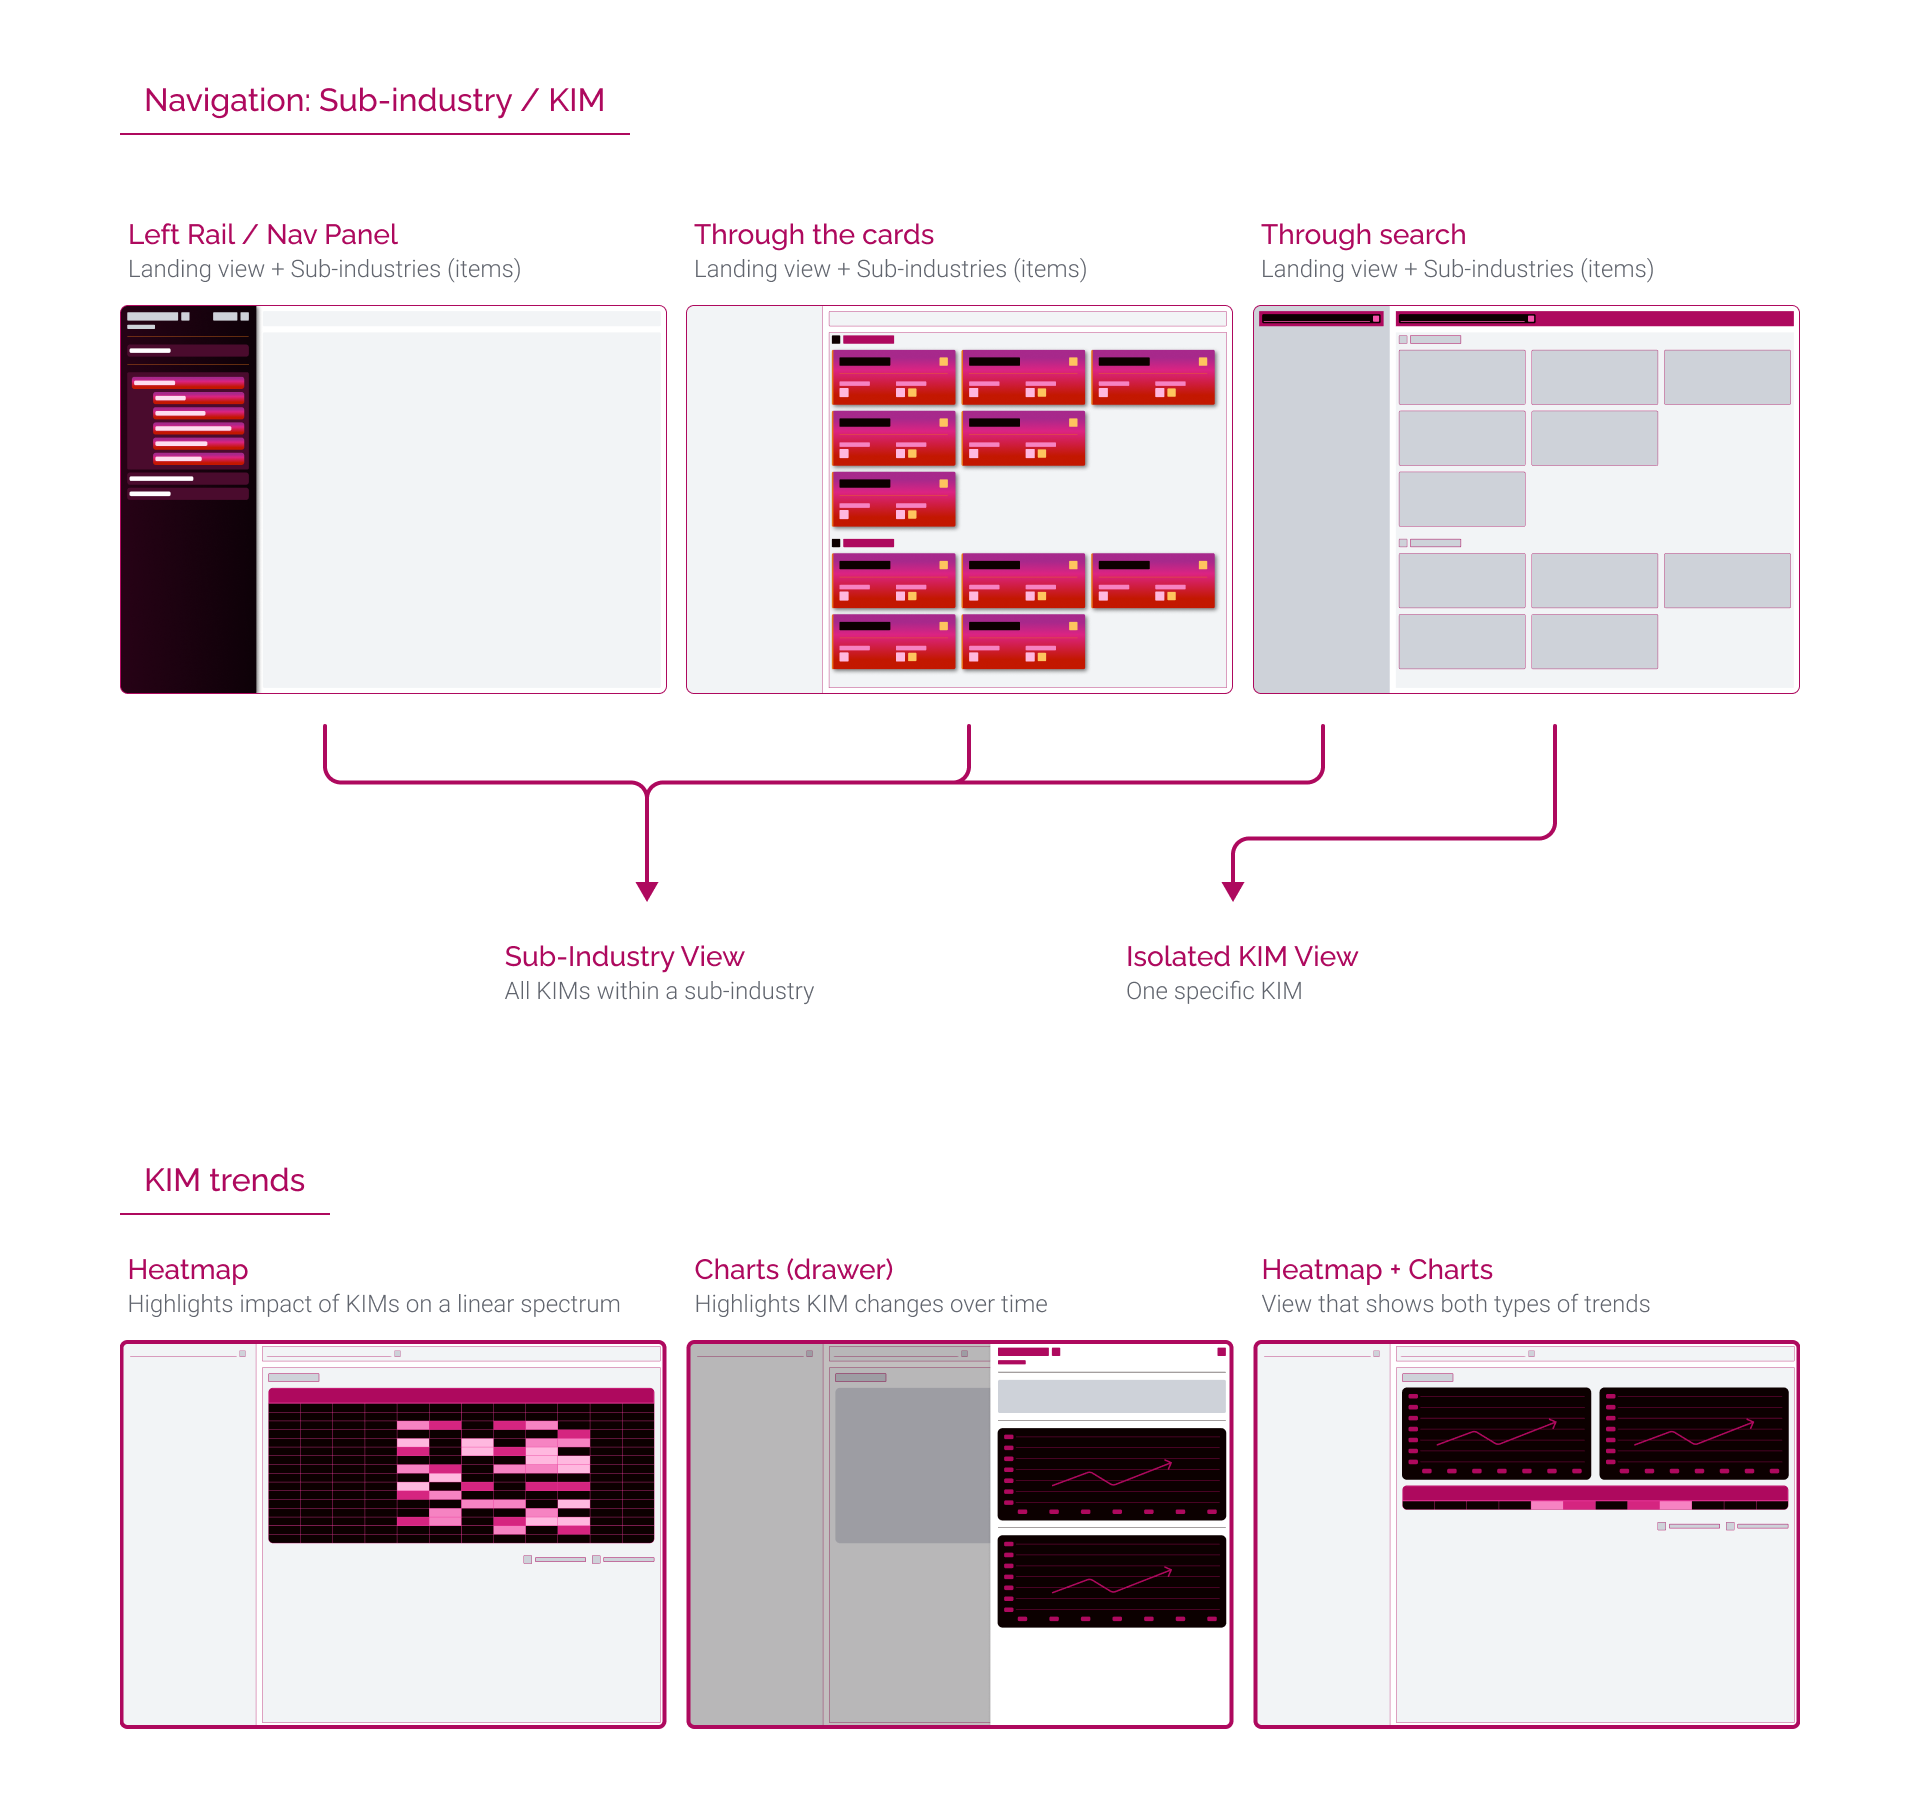 Navigation: Sub-industry / KIM
Left Rail / Nav Panel
Landing view + Sub-industries (items)
Through the cards
Landing view + Sub-industries (items)
Through search
Landing view + Sub-industries (items)
Sub-Industry View
All KIMs within a sub-industry
Isolated KIM View
One specific KIM
KIM trends
Heatmap
Highlights impact of KIMs on a linear spectrum
Charts (drawer)
Highlights KIM changes over time
Heatmap + Charts
View that shows both types of trends